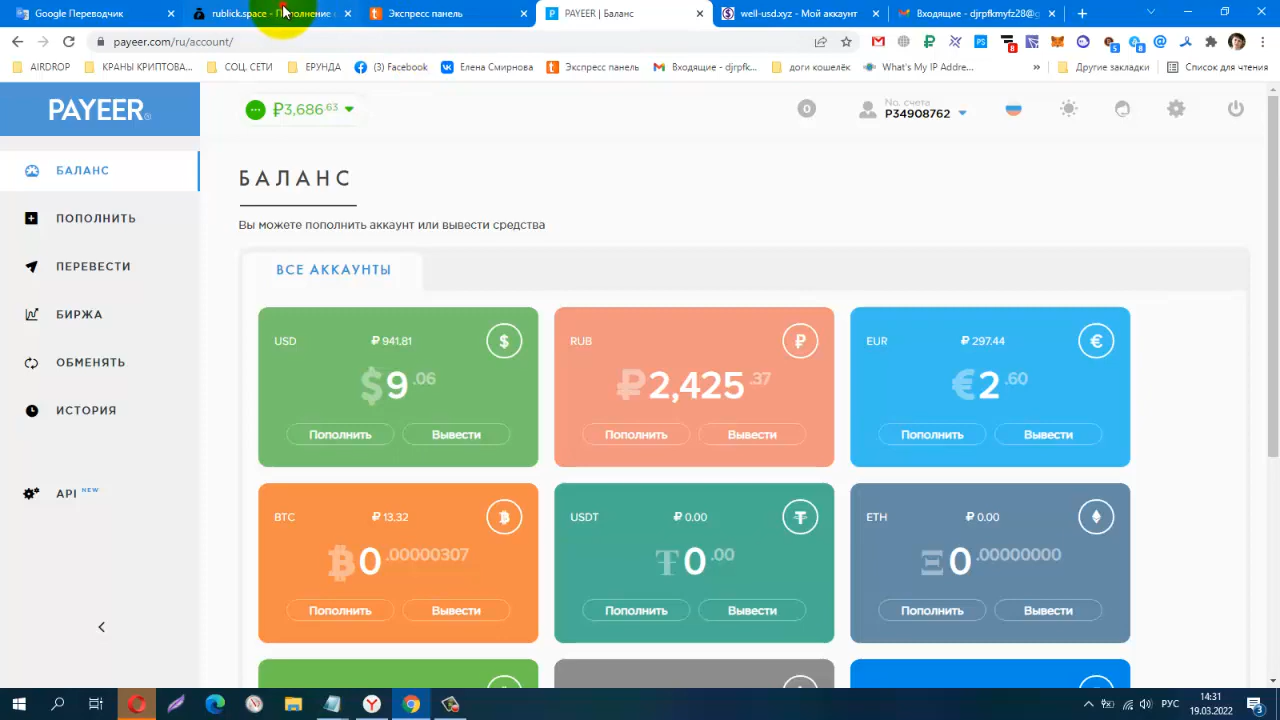 Google Переводчик
rublick.space - Пополнение
Экспресс панель
PAYEER | Баланс
well-usd.xyz - Мой аккаунт
Входящие - djrpfkmyfz28@g
payeer.com/ru/account/
AIRDROP
КРАНЫ КРИПТОВА...
СОЦ. СЕТИ
ЕРУНДА
(3) Facebook
Елена Смирнова
Экспресс панель
Входящие - djrpfk...
доги кошелёк
What's My IP Addre...
»
Другие закладки
Список для чтения
PAYEER®
₽3,686.63
0
No. счета
P34908762
БАЛАНС
ПОПОЛНИТЬ
ПЕРЕВЕСТИ
БИРЖА
ОБМЕНЯТЬ
ИСТОРИЯ
API NEW
БАЛАНС
Вы можете пополнить аккаунт или вывести средства
ВСЕ АККАУНТЫ
USD ₽ 941.81 $
$9.06
Пополнить Вывести
RUB ₽
₽2,425.37
Пополнить Вывести
EUR ₽ 297.44 €
€2.60
Пополнить Вывести
BTC ₽ 13.32
0.00000307
Пополнить Вывести
USDT ₽ 0.00
0.00
Пополнить Вывести
ETH ₽ 0.00
Ξ0.00000000
Пополнить Вывести
РУС
14:31
19.03.2022
3